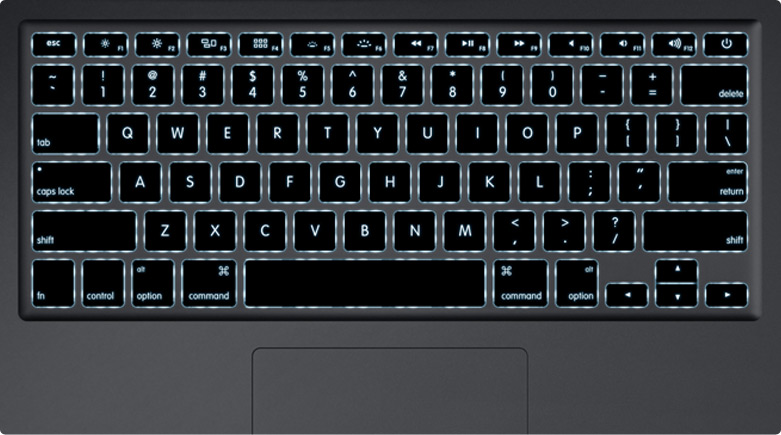 esc F1 F2 F3 F4 F5 F6 F7 F8 F9 F10 F11 F12
~ ! @ # $ % ^ & * ( ) — +
` 1 2 3 4 5 6 7 8 9 0 - = delete
tab Q W E R T Y U I O P { [ } ] | \
caps lock A S D F G H J K L : ; “ ‘ enter return
shift Z X C V B N M < , > . ? / shift
alt ⌘ ⌘ alt
fn control option command command option ◄ ▲ ▼ ►